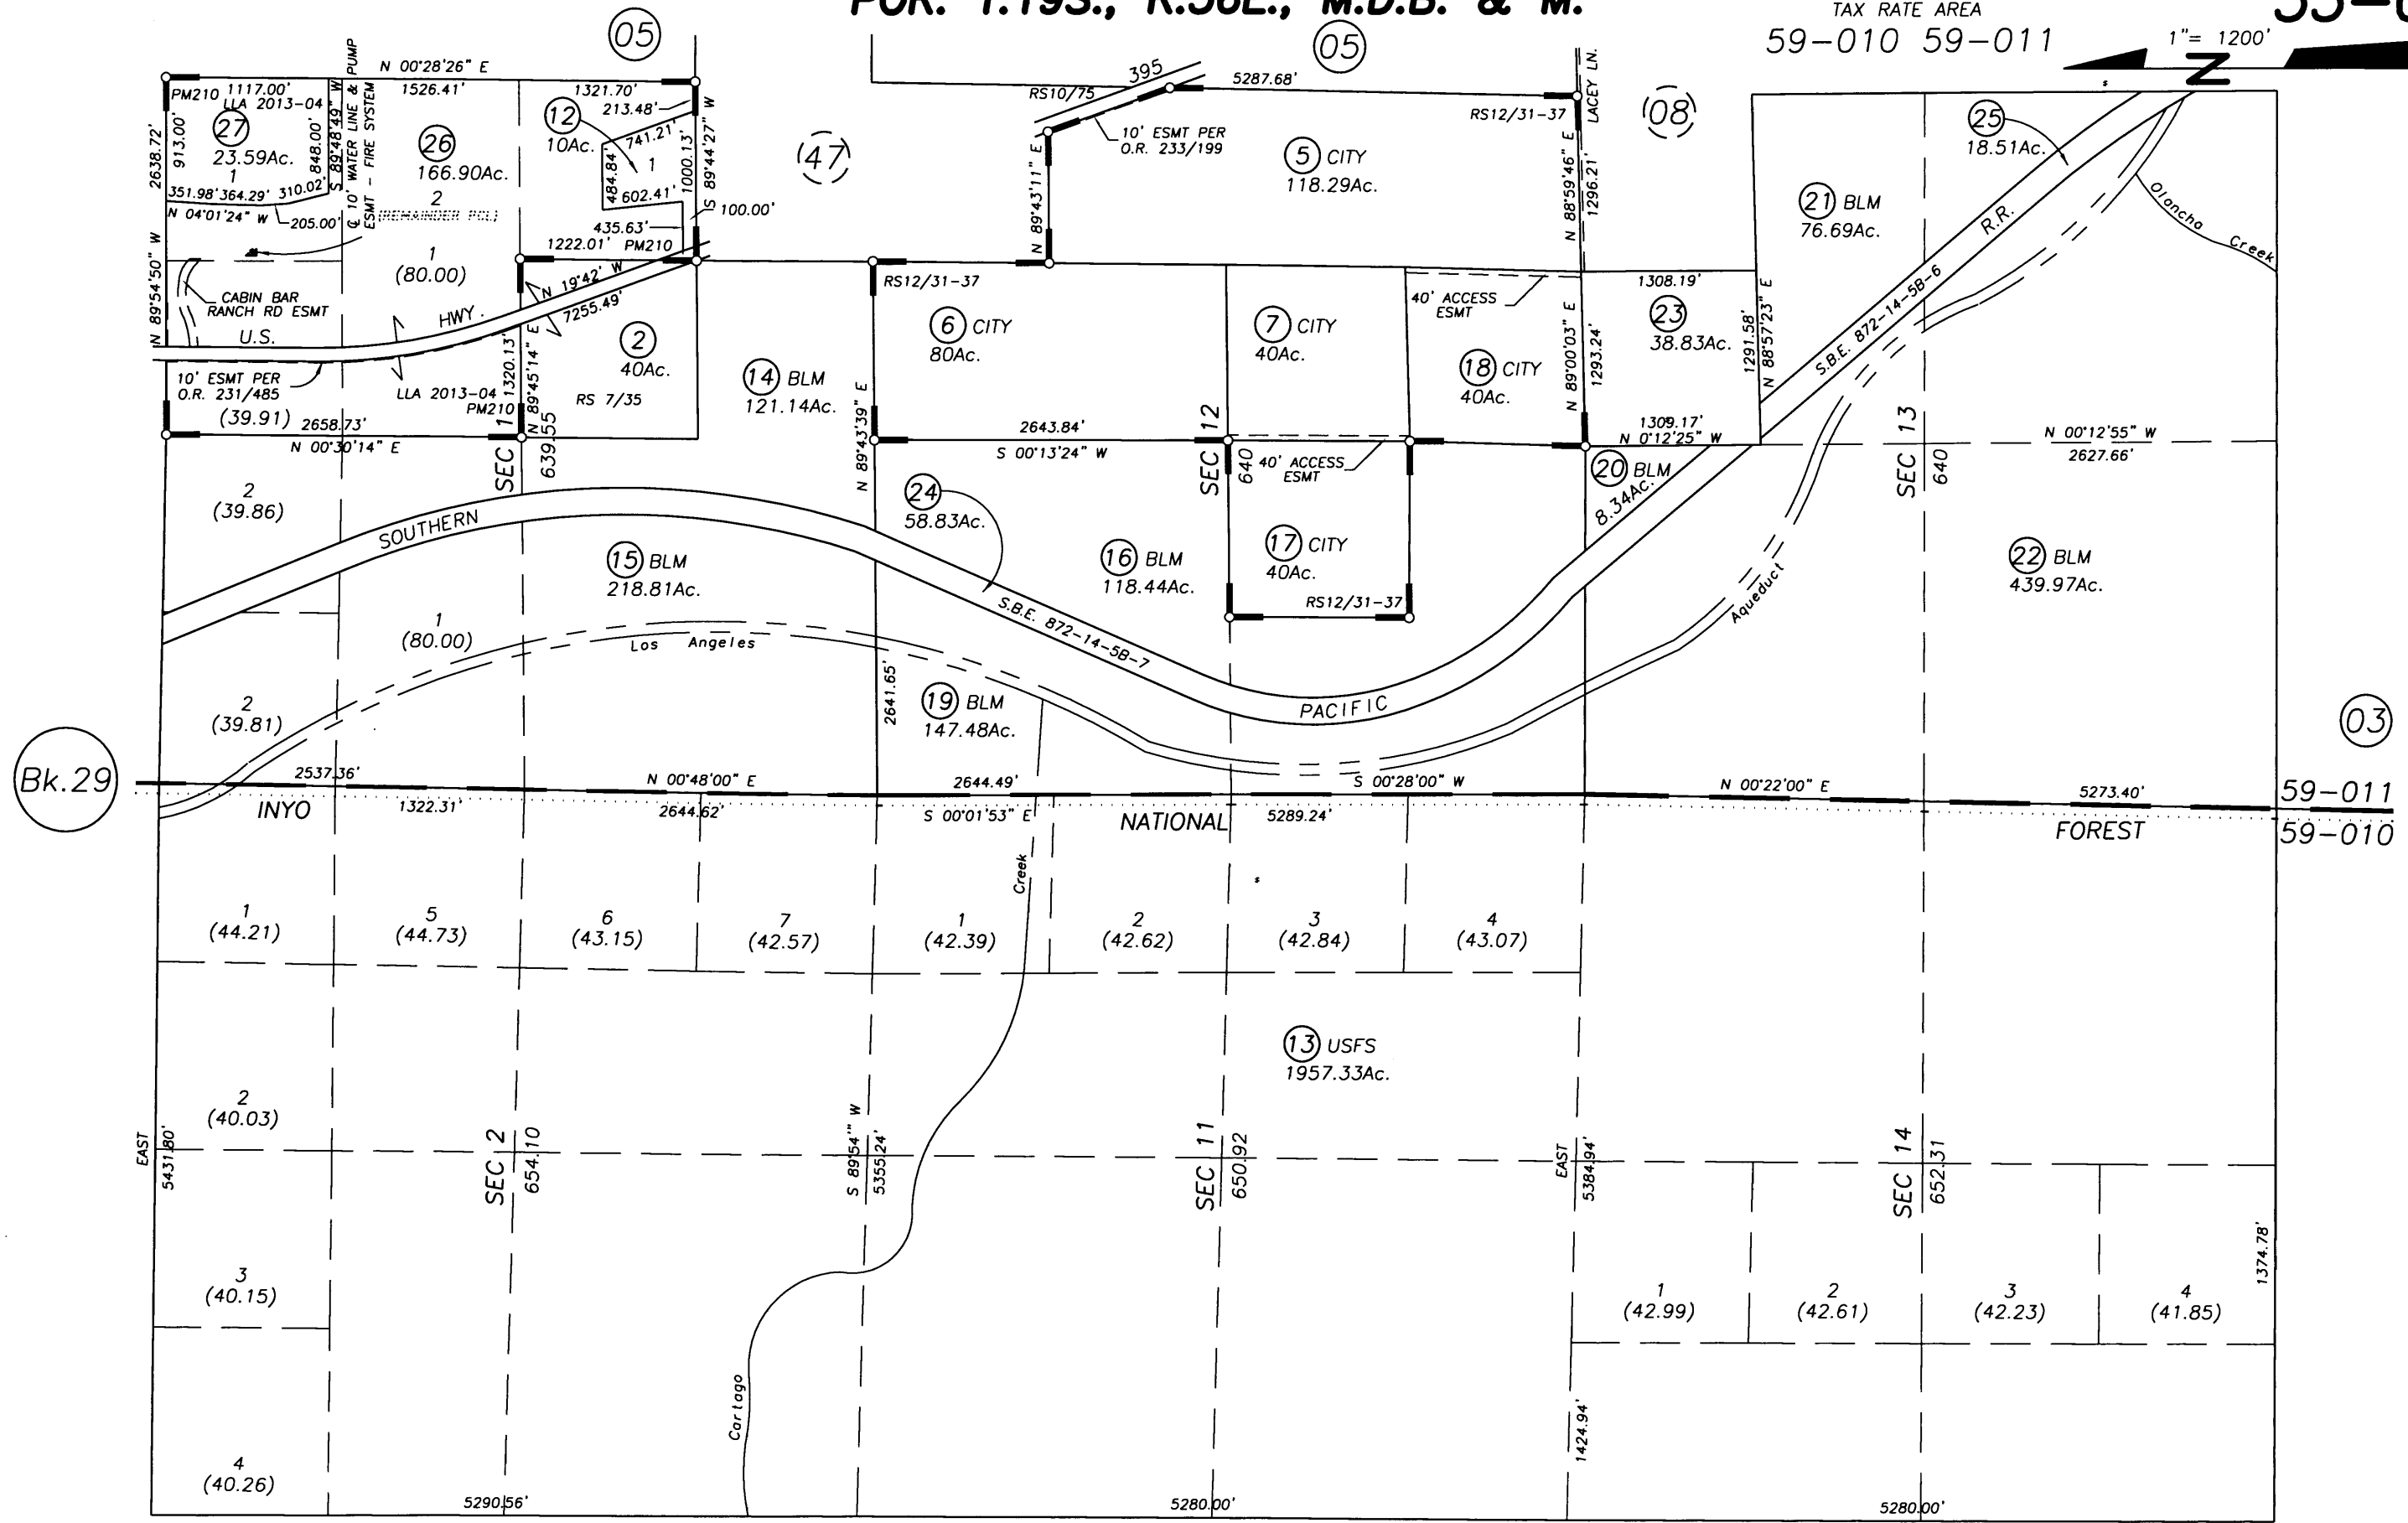 POR. T.19S., R.36E., M.D.B. & M.
TAX RATE AREA
59-010 59-011
1"= 1200'
N
05
05
08
47
03
Bk.29
N 00°28'26" E
PM210 1117.00'
LLA 2013-04
1526.41'
1321.70'
213.48'
27
23.59Ac.
1
913.00'
848.00'
2638.72'
S 89°48'49" W
₵ 10' WATER LINE & PUMP
ESMT - FIRE SYSTEM
351.98' 364.29' 310.02'
N 04°01'24" W
205.00'
26
166.90Ac.
2
(REMAINDER PCL)
12
10Ac.
741.21'
1
484.84'
602.41'
1000.13'
S 89°44'27" W
100.00'
435.63'
1222.01' PM210
1
(80.00)
N 89°54'50" W
CABIN BAR
RANCH RD ESMT
U.S.
HWY.
N 19°42' W
7255.49'
1320.13'
N 89°45'14" E
2
40Ac.
RS 7/35
10' ESMT PER
O.R. 231/485
LLA 2013-04
PM210
(39.91)
2658.73'
N 00°30'14" E
SEC 1
639.55
14 BLM
121.14Ac.
395
RS10/75
5287.68'
10' ESMT PER
O.R. 233/199
N 89°43'11" E
5 CITY
118.29Ac.
RS12/31-37
LACEY LN.
N 88°59'46" E
1296.21'
21 BLM
76.69Ac.
25
18.51Ac.
R.R.
S.B.E. 872-14-5B-6
Olancha
Creek
RS12/31-37
6 CITY
80Ac.
7 CITY
40Ac.
40' ACCESS
ESMT
18 CITY
40Ac.
N 89°00'03" E
1293.24'
1308.19'
23
38.83Ac.
1291.58'
N 88°57'23" E
N 89°43'39" E
2643.84'
S 00°13'24" W
SEC 12
640
40' ACCESS
ESMT
1309.17'
N 0°12'25" W
20 BLM
8.34Ac.
SEC 13
640
N 00°12'55" W
2627.66'
2
(39.86)
SOUTHERN
24
58.83Ac.
15 BLM
218.81Ac.
16 BLM
118.44Ac.
17 CITY
40Ac.
RS12/31-37
22 BLM
439.97Ac.
S.B.E. 872-14-5B-7
Aqueduct
1
(80.00)
Los Angeles
2
(39.81)
2641.65'
19 BLM
147.48Ac.
PACIFIC
2537.36'
N 00°48'00" E
2644.49'
S 00°28'00" W
N 00°22'00" E
5273.40'
59-011
INYO
1322.31'
2644.62'
S 00°01'53" E
NATIONAL
5289.24'
FOREST
59-010
Creek
1
(44.21)
5
(44.73)
6
(43.15)
7
(42.57)
1
(42.39)
2
(42.62)
3
(42.84)
4
(43.07)
13 USFS
1957.33Ac.
2
(40.03)
EAST
5431.80'
SEC 2
654.10
S 89°54'" W
5355.24'
SEC 11
650.92
EAST
5384.94'
SEC 14
652.31
3
(40.15)
1
(42.99)
2
(42.61)
3
(42.23)
4
(41.85)
1374.78'
Cartago
1424.94'
4
(40.26)
5290.56'
5280.00'
5280.00'